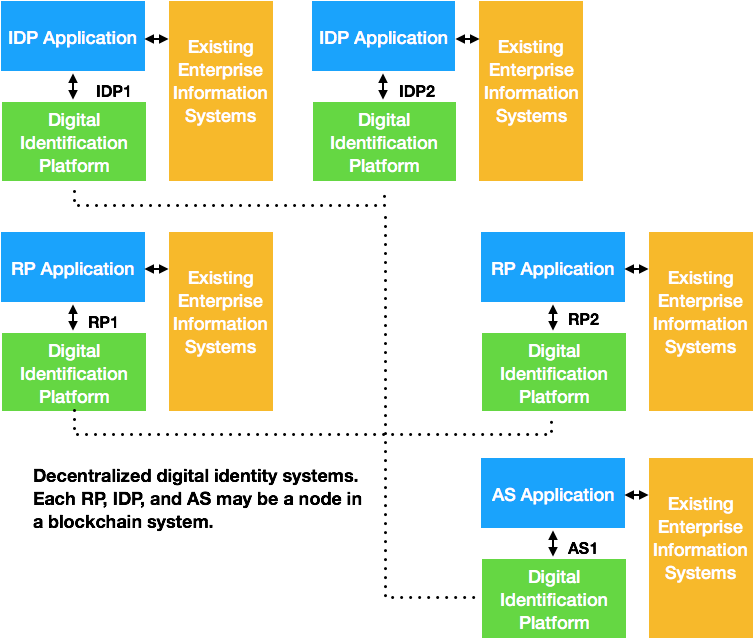 IDP Application
Existing
Enterprise
Information
Systems
IDP1
Digital
Identification
Platform
IDP Application
Existing
Enterprise
Information
Systems
IDP2
Digital
Identification
Platform
RP Application
Existing
Enterprise
Information
Systems
RP1
Digital
Identification
Platform
RP Application
Existing
Enterprise
Information
Systems
RP2
Digital
Identification
Platform
Decentralized digital identity systems.
Each RP, IDP, and AS may be a node in
a blockchain system.
AS Application
Existing
Enterprise
Information
Systems
AS1
Digital
Identification
Platform